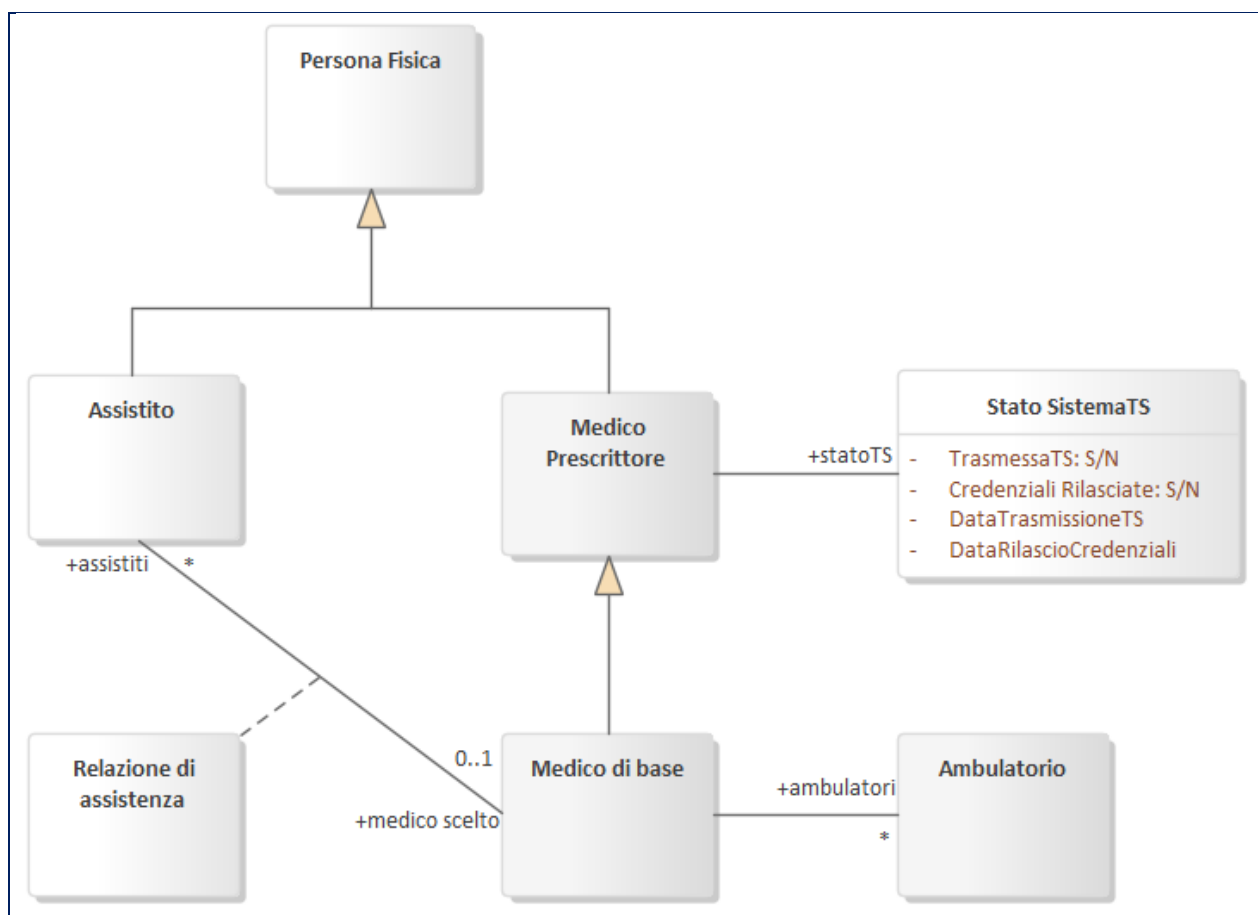 Persona Fisica
Assistito
Medico
Prescrittore
+statoTS
Stato SistemaTS
- TrasmessaTS: S/N
- Credenziali Rilasciate: S/N
- DataTrasmissioneTS
- DataRilascioCredenziali
+assistiti *
Relazione di
assistenza
0..1
+medico scelto
Medico di base
+ambulatori
*
Ambulatorio